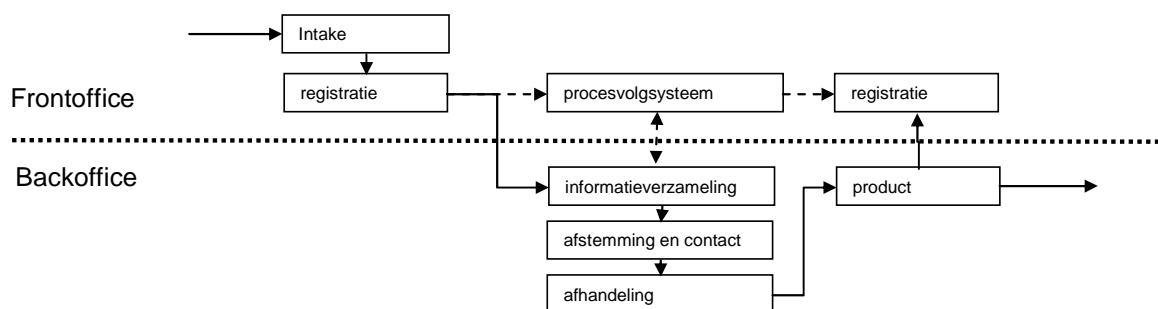 Intake
Frontoffice
registratie
procesvolgsysteem
registratie
Backoffice
informatieverzameling
product
afstemming en contact
afhandeling